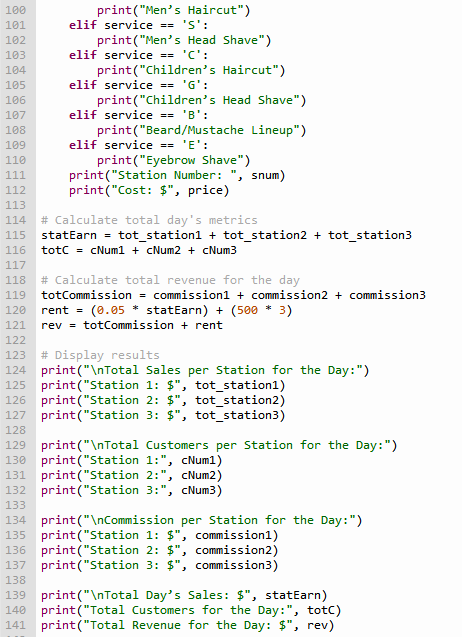 100 print("Men’s Haircut")
101 elif service == 'S':
102 print("Men’s Head Shave")
103 elif service == 'C':
104 print("Children’s Haircut")
105 elif service == 'G':
106 print("Children’s Head Shave")
107 elif service == 'B':
108 print("Beard/Mustache Lineup")
109 elif service == 'E':
110 print("Eyebrow Shave")
111 print("Station Number: ", snum)
112 print("Cost: $", price)
113
114 # Calculate total day's metrics
115 statEarn = tot_station1 + tot_station2 + tot_station3
116 totC = cNum1 + cNum2 + cNum3
117
118 # Calculate total revenue for the day
119 totCommission = commission1 + commission2 + commission3
120 rent = (0.05 * statEarn) + (500 * 3)
121 rev = totCommission + rent
122
123 # Display results
124 print("\nTotal Sales per Station for the Day:")
125 print("Station 1: $", tot_station1)
126 print("Station 2: $", tot_station2)
127 print("Station 3: $", tot_station3)
128
129 print("\nTotal Customers per Station for the Day:")
130 print("Station 1:", cNum1)
131 print("Station 2:", cNum2)
132 print("Station 3:", cNum3)
133
134 print("\nCommission per Station for the Day:")
135 print("Station 1: $", commission1)
136 print("Station 2: $", commission2)
137 print("Station 3: $", commission3)
138
139 print("\nTotal Day’s Sales: $", statEarn)
140 print("Total Customers for the Day:", totC)
141 print("Total Revenue for the Day: $", rev)